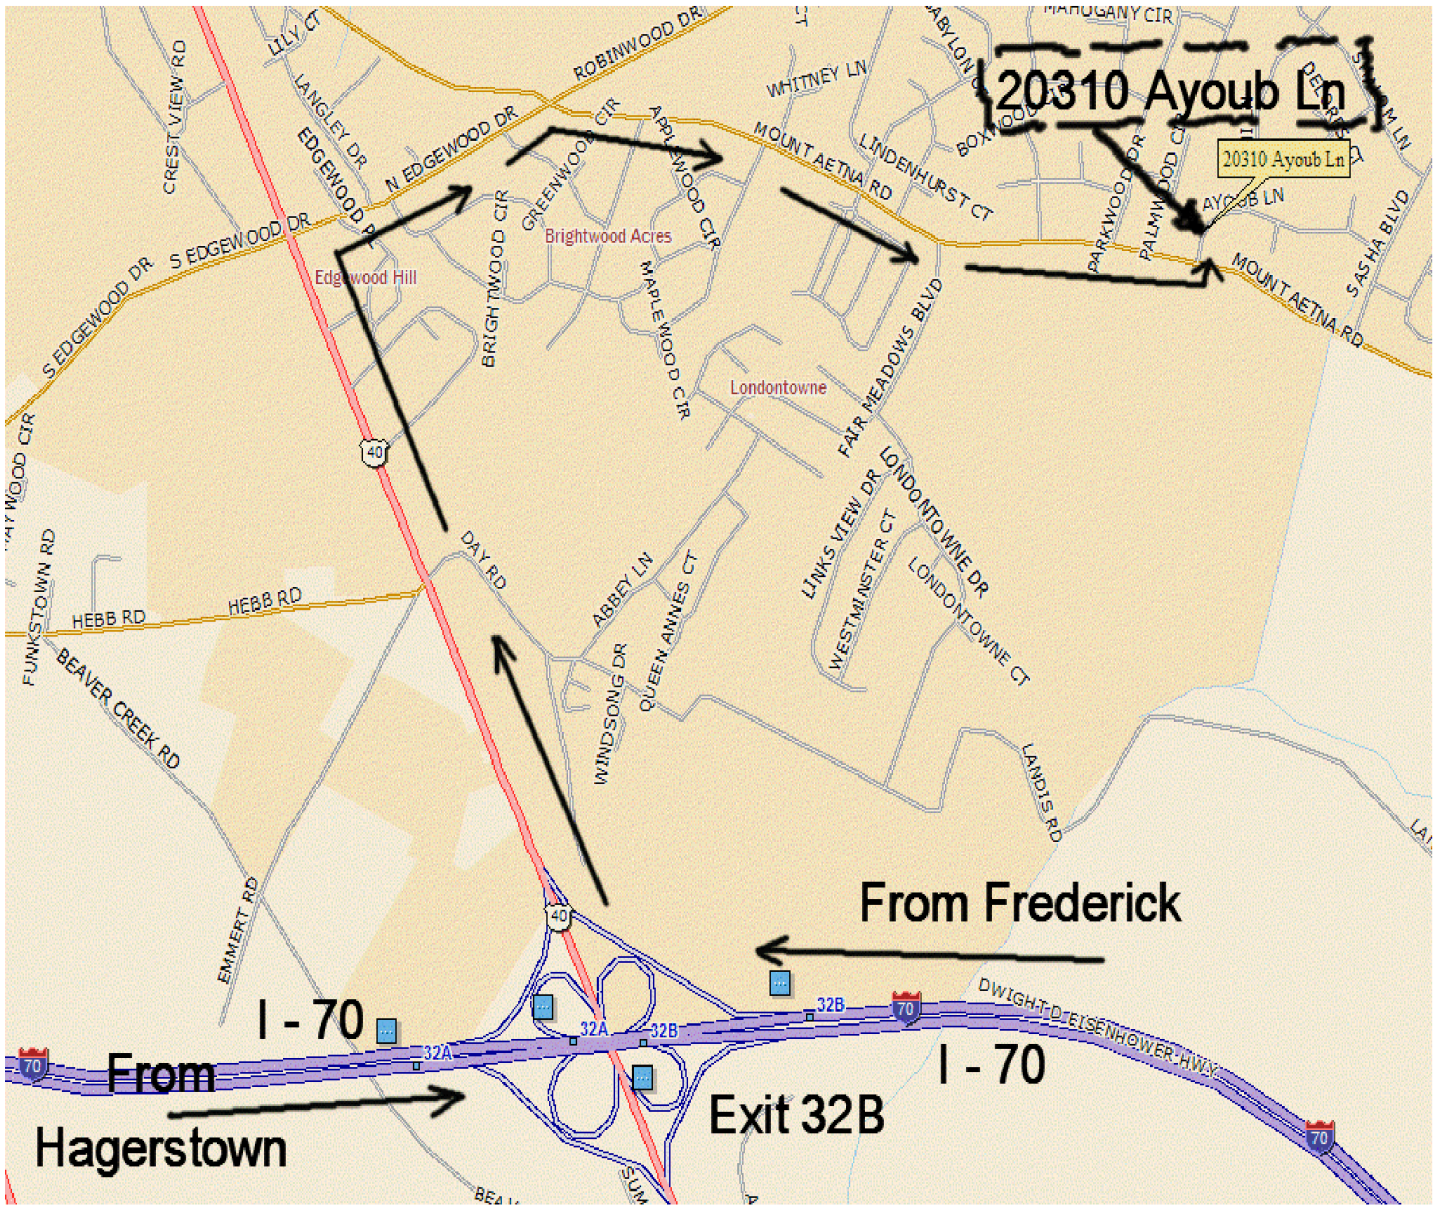 LILY CT
CREST VIEW RD
LANGLEY DR
EDGEWOOD PL
ROBINWOOD DR
N EDGEWOOD DR
S EDGEWOOD DR
S EDGEWOOD DR
CT
MAHOGANY CIR
WHITNEY LN
20310 Ayoub Ln
20310 Ayoub Ln
AYOUB LN
MOUNT AETNA RD
LINDENHURST CT
PARKWOOD DR
SASHA BLVD
MOUNT AETNA RD
GREENWOOD CIR
APPLEWOOD CIR
BRIGHTWOOD CIR
Brightwood Acres
Edgewood Hill
MAPLEWOOD CIR
Londontowne
FAIR MEADOWS BLVD
40
LONDONTOWNE DR
LINKS VIEW DR
WESTMINSTER CT
LONDONTOWNE CT
DAY RD
ABBEY LN
QUEEN ANNES CT
WINDSONG DR
HEBB RD
HEBB RD
FUNKSTOWN RD
BEAVER CREEK RD
LANDIS RD
EMMERT RD
40
From Frederick
DWIGHT D EISENHOWER HWY
I - 70
32A
32A
32B
32B
70
70
70
From
Hagerstown
I - 70
Exit 32B
SUM
BEAV